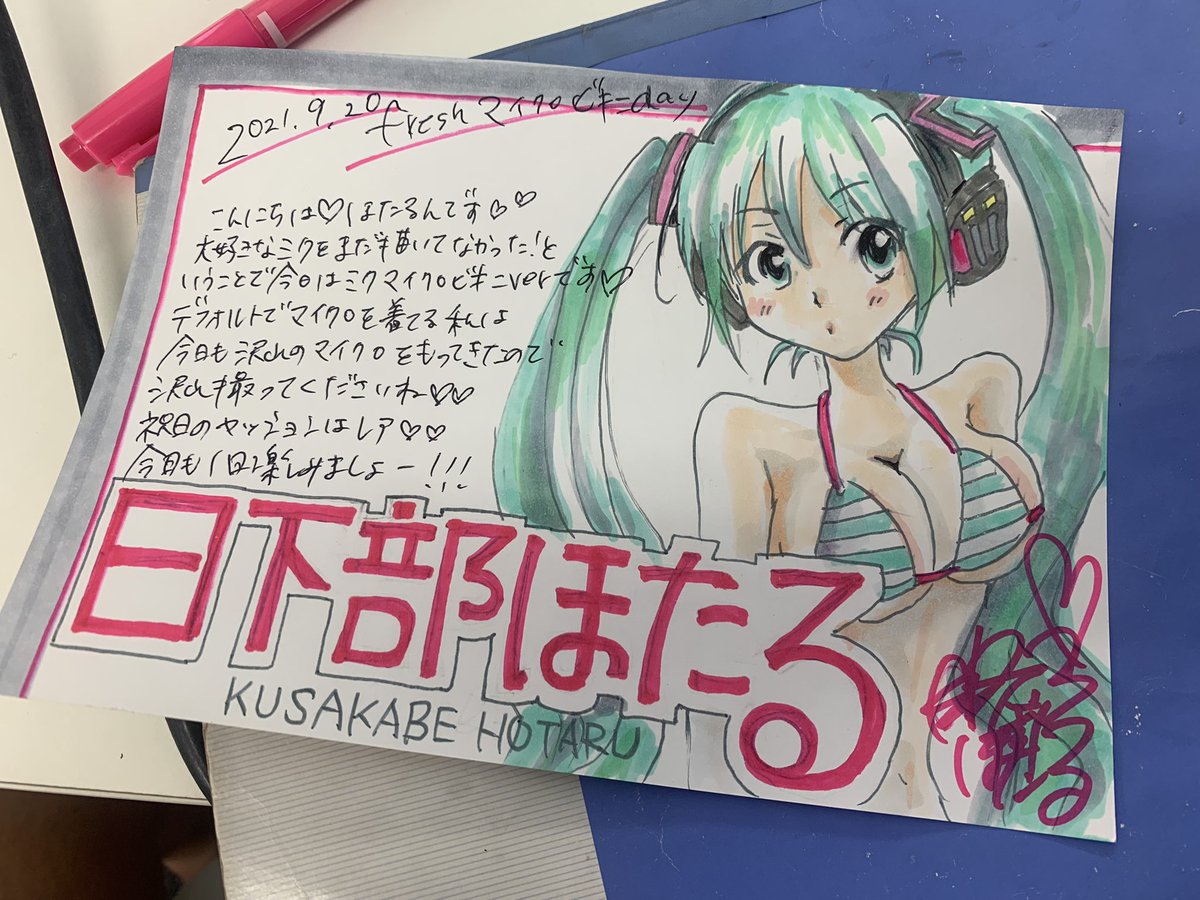 2021.9.20 fresh マイクロビキニday
こんにちは♡ほたるんです♡♡
大好きなミクをまだ描いてなかった!と
いうことで今日はミクマイクロビキニverです♡
デフォルトでマイクロを着てる私は
今日も沢山のマイクロをもってきたので
沢山撮ってくださいね♡♡
祝日のセッションはレア♡♡
今日も1日楽しみましょー!!!
日下部ほたる
KUSAKABE HOTARU